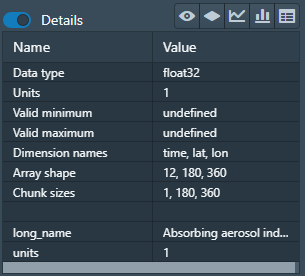 Details
Name Value
Data type float32
Units 1
Valid minimum undefined
Valid maximum undefined
Dimension names time, lat, lon
Array shape 12, 180, 360
Chunk sizes 1, 180, 360
long_name Absorbing aerosol ind...
units 1